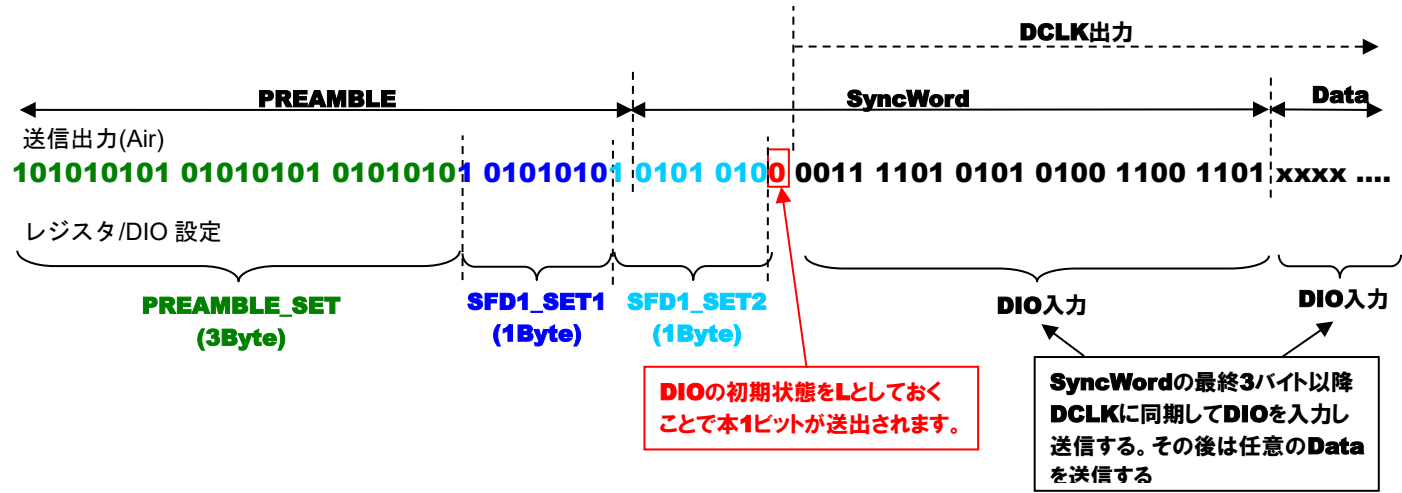 DCLK出力
PREAMBLE
SyncWord
Data
送信出力(Air)
101010101 01010101 01010101 01010101 0101 0100 0011 1101 0101 0100 1100 1101 xxxx ....
レジスタ/DIO 設定
PREAMBLE_SET
(3Byte)
SFD1_SET1
(1Byte)
SFD1_SET2
(1Byte)
DIO入力
DIO入力
DIOの初期状態をLとしておく
ことで本1ビットが送出されます。
SyncWordの最終3バイト以降
DCLKに同期してDIOを入力し
送信する。その後は任意のData
を送信する